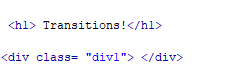 <h1> Transitions!</h1>
<div class= "div1"> </div>